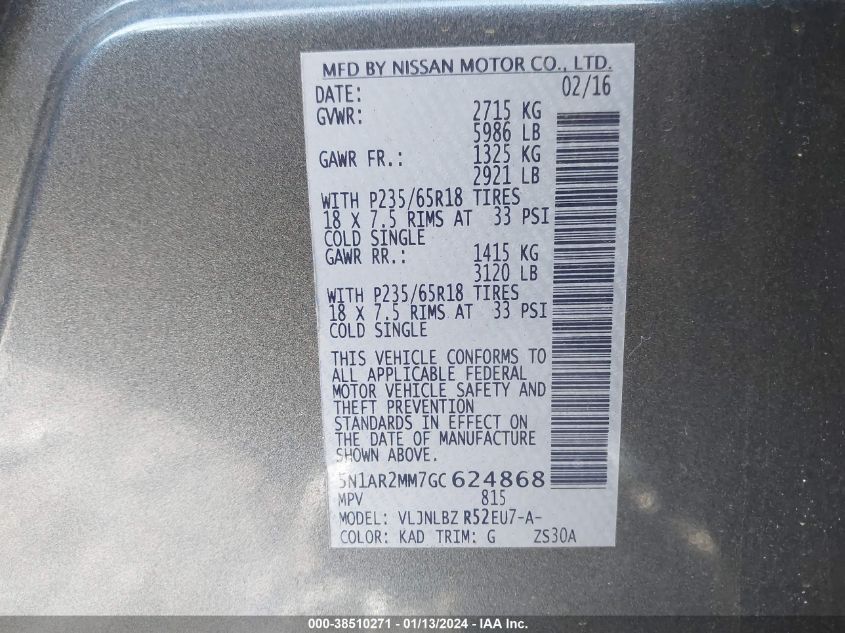 MFD BY NISSAN MOTOR CO., LTD.
DATE: 02/16
GVWR: 2715 KG
5986 LB
GAWR FR.: 1325 KG
2921 LB
WITH P235/65R18 TIRES
18 X 7.5 RIMS AT 33 PSI
COLD SINGLE
GAWR RR.: 1415 KG
3120 LB
WITH P235/65R18 TIRES
18 X 7.5 RIMS AT 33 PSI
COLD SINGLE
THIS VEHICLE CONFORMS TO
ALL APPLICABLE FEDERAL
MOTOR VEHICLE SAFETY AND
THEFT PREVENTION
STANDARDS IN EFFECT ON
THE DATE OF MANUFACTURE
SHOWN ABOVE.
5N1AR2MM7GC 624868
MPV 815
MODEL: VLJNLBZ R52EU7-A-
COLOR: KAD TRIM: G ZS30A
000-38510271 - 01/13/2024 - IAA Inc.